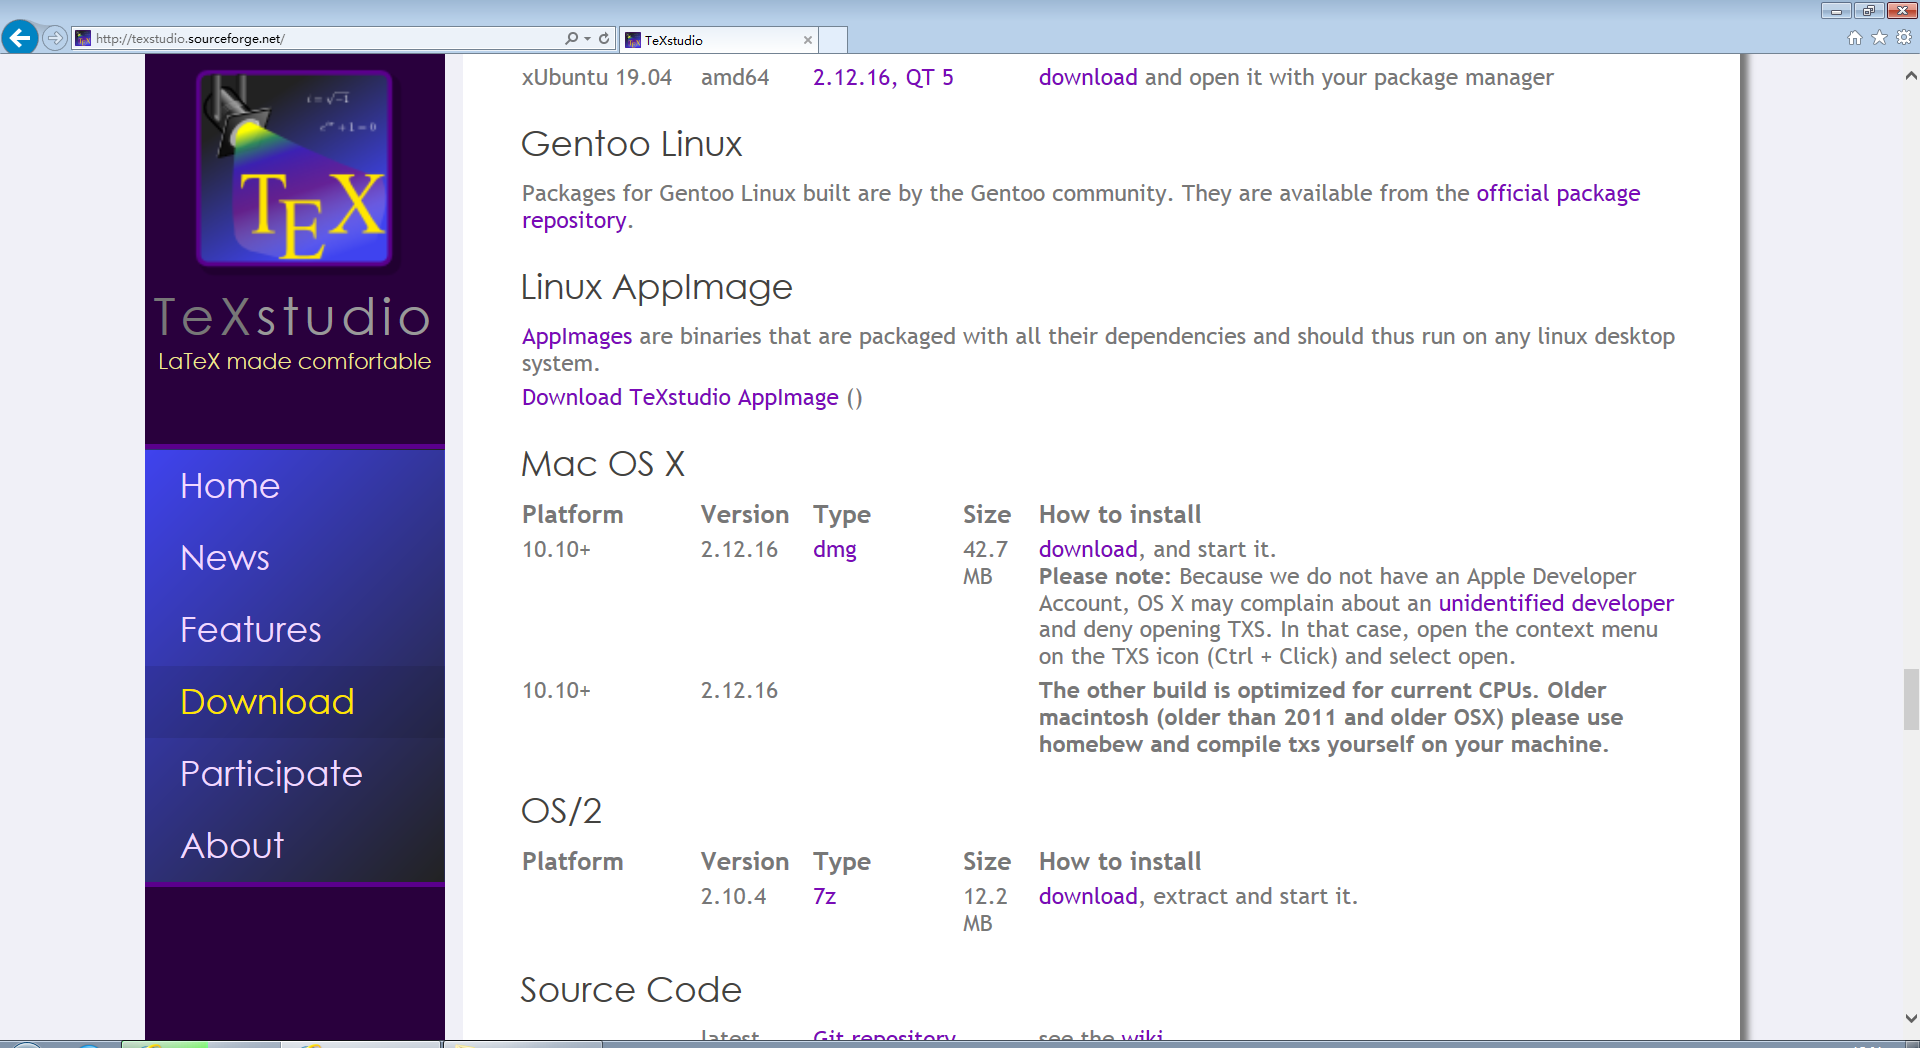 http://texstudio.sourceforge.net/
TeXstudio
i = √-1
e^iπ + 1 = 0
TEX
TeXstudio
LaTeX made comfortable
Home
News
Features
Download
Participate
About
xUbuntu 19.04 amd64 2.12.16, QT 5 download and open it with your package manager
Gentoo Linux
Packages for Gentoo Linux built are by the Gentoo community. They are available from the official package
repository.
Linux AppImage
AppImages are binaries that are packaged with all their dependencies and should thus run on any linux desktop
system.
Download TeXstudio AppImage ()
Mac OS X
Platform Version Type Size How to install
10.10+ 2.12.16 dmg 42.7 download, and start it.
MB Please note: Because we do not have an Apple Developer
Account, OS X may complain about an unidentified developer
and deny opening TXS. In that case, open the context menu
on the TXS icon (Ctrl + Click) and select open.
10.10+ 2.12.16 The other build is optimized for current CPUs. Older
macintosh (older than 2011 and older OSX) please use
homebew and compile txs yourself on your machine.
OS/2
Platform Version Type Size How to install
2.10.4 7z 12.2 download, extract and start it.
MB
Source Code
latest Git repository see the wiki